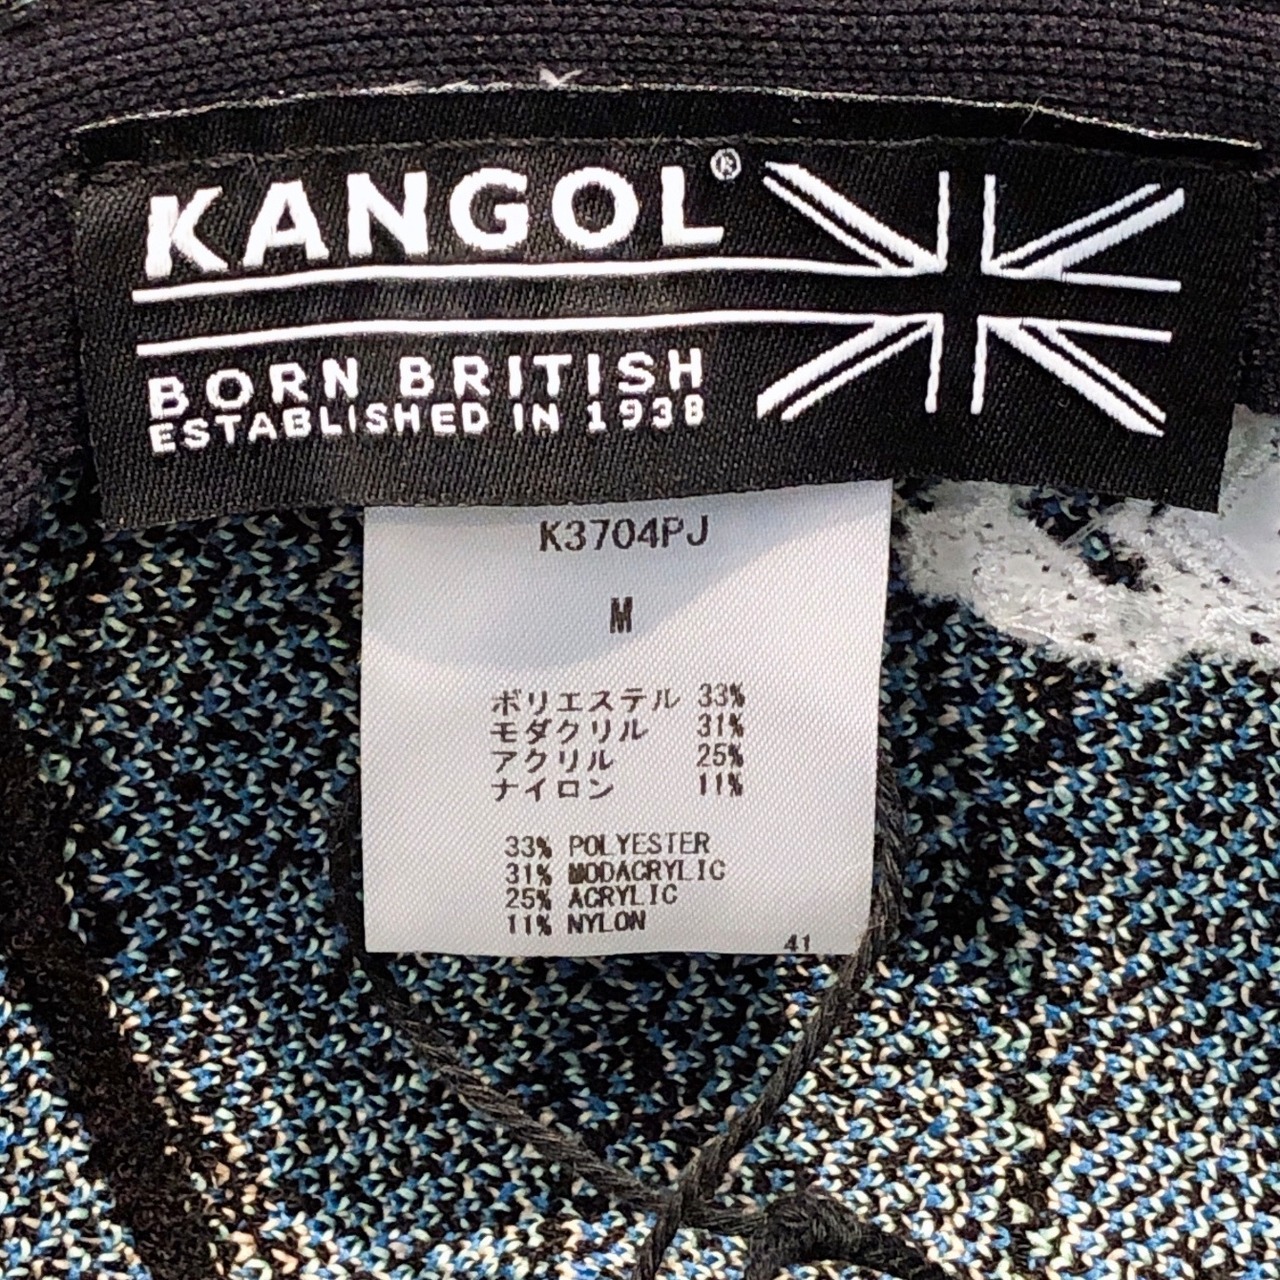 KANGOL®
BORN BRITISH
ESTABLISHED IN 1938
K3704PJ
M
ポリエステル 33%
モダクリル 31%
アクリル 25%
ナイロン 11%
33% POLYESTER
31% MODACRYLIC
25% ACRYLIC
11% NYLON
41